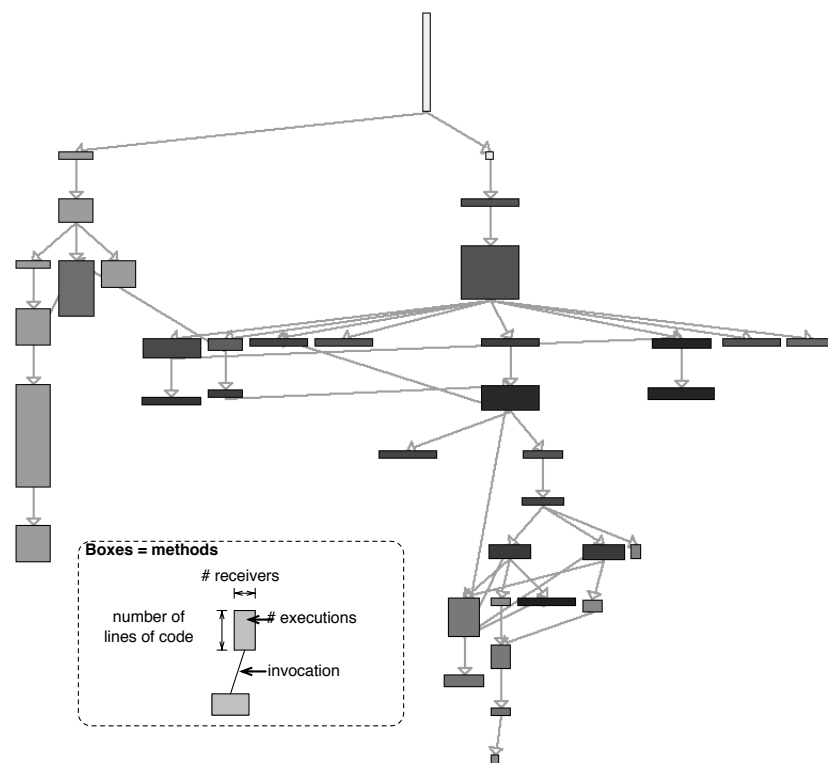 Boxes = methods
# receivers
number of
lines of code
# executions
invocation